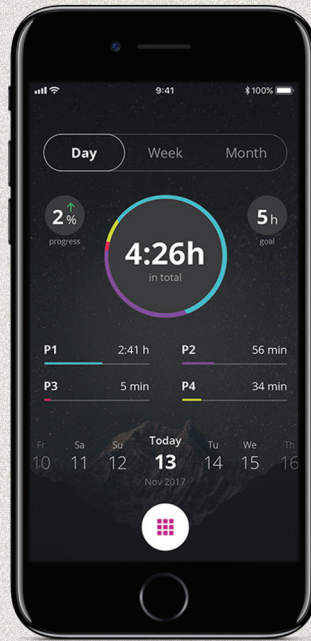 9:41 100%
Day Week Month
2 % 4:26h 5 h
progress in total goal
P1 2:41 h P2 56 min
P3 5 min P4 34 min
Fr Sa Su Today Tu We Th
10 11 12 13 14 15 16
Nov 2017